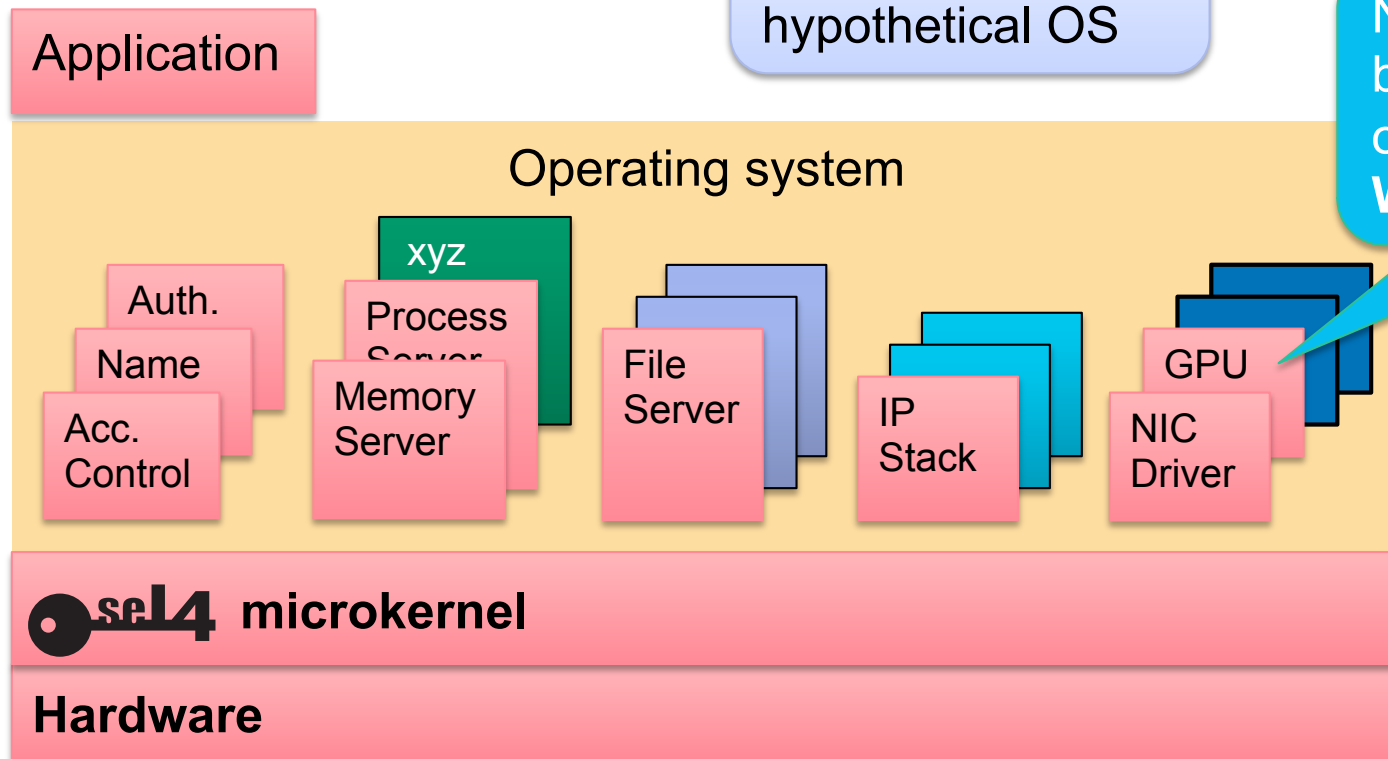 hypothetical OS
Application
Operating system
xyz
Auth.
Process
Server
Name
Memory
Server
Acc.
Control
File
Server
IP
Stack
GPU
NIC
Driver
seL4 microkernel
Hardware